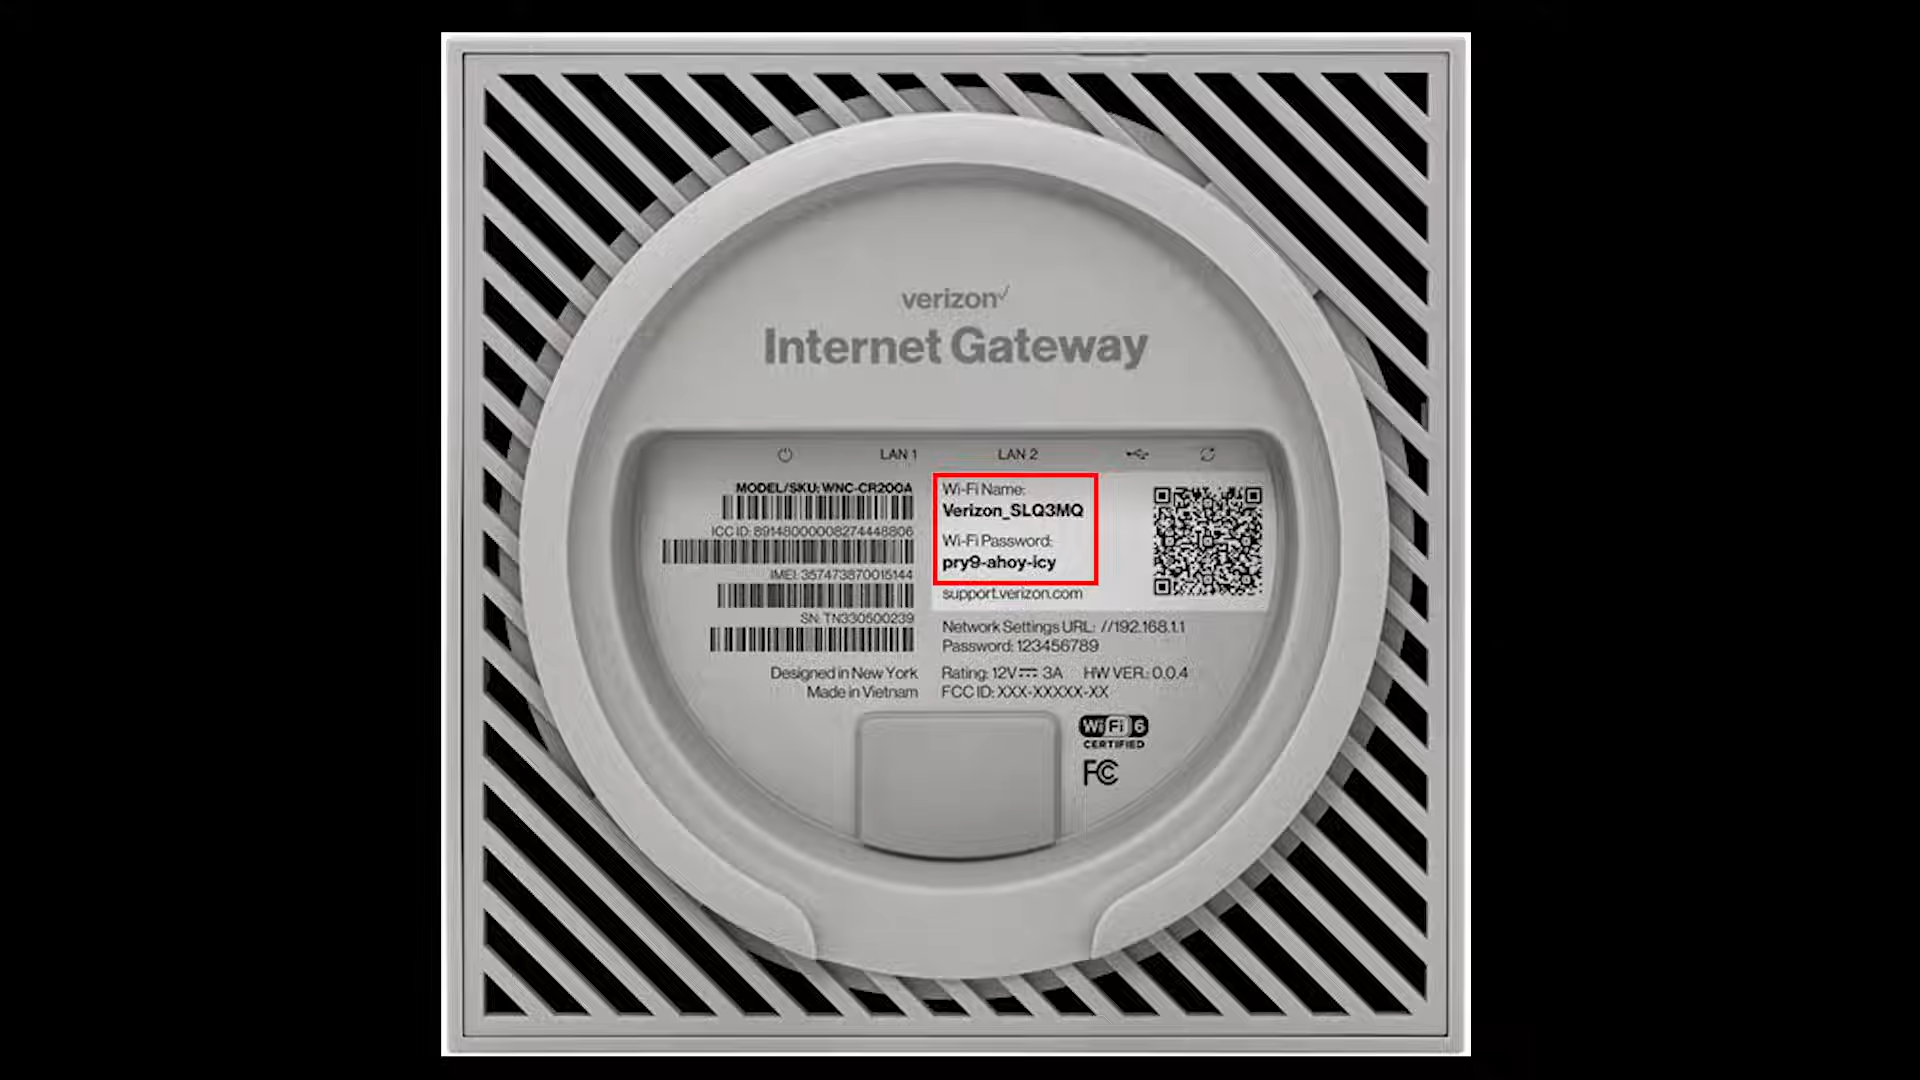 verizon
Internet Gateway
LAN 1 LAN 2
MODEL/SKU: WNC-CR200A
ICC ID: 89148000008274448806
IMEI: 357473870015144
SN: TN330500239
Designed in New York
Made in Vietnam
Wi-Fi Name:
Verizon_SLQ3MQ
Wi-Fi Password:
pry9-ahoy-icy
support.verizon.com
Network Settings URL: //192.168.1.1
Password: 123456789
Rating: 12V 3A HW VER.: 0.0.4
FCC ID: XXX-XXXXX-XX
Wi Fi 6
CERTIFIED
FC